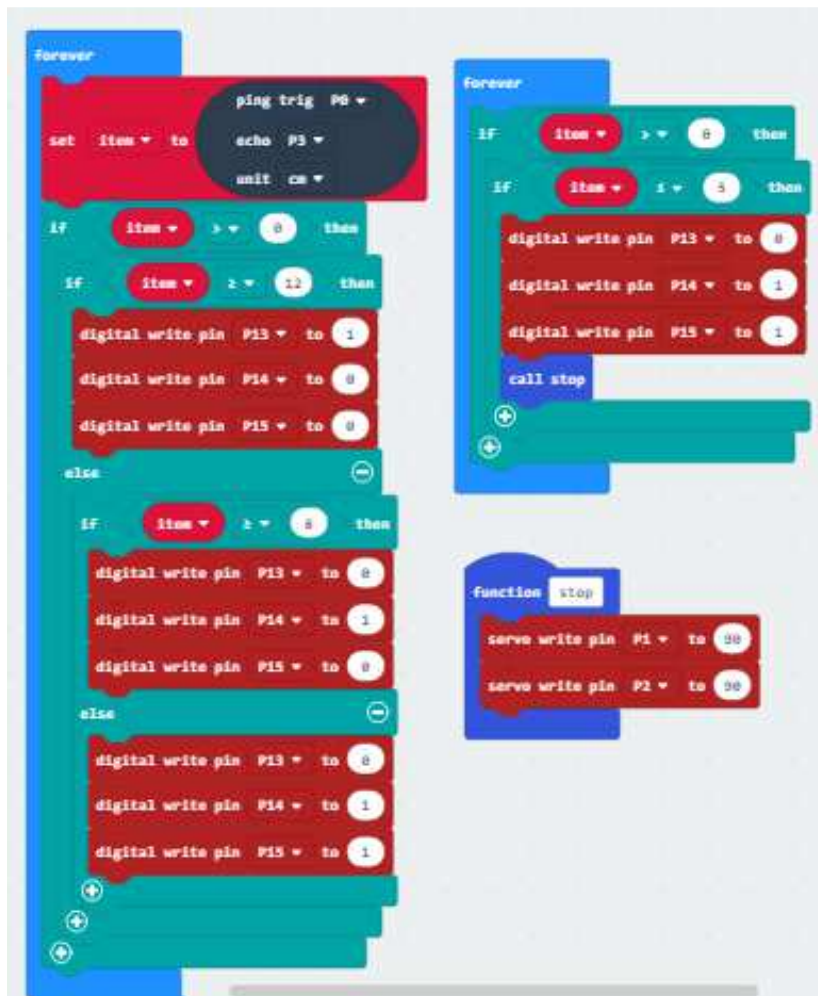 forever
set item to
ping trig P0
echo P3
unit cm
if item > 0 then
if item ≥ 12 then
digital write pin P13 to 1
digital write pin P14 to 0
digital write pin P15 to 0
else
if item ≥ then
digital write pin P13 to 0
digital write pin P14 to 1
digital write pin P15 to 0
else
digital write pin P13 to 0
digital write pin P14 to 1
digital write pin P15 to 1
forever
if item > 0 then
if item ≤ then
digital write pin P13 to 0
digital write pin P14 to 1
digital write pin P15 to 1
call stop
function stop
servo write pin P1 to 90
servo write pin P2 to 90